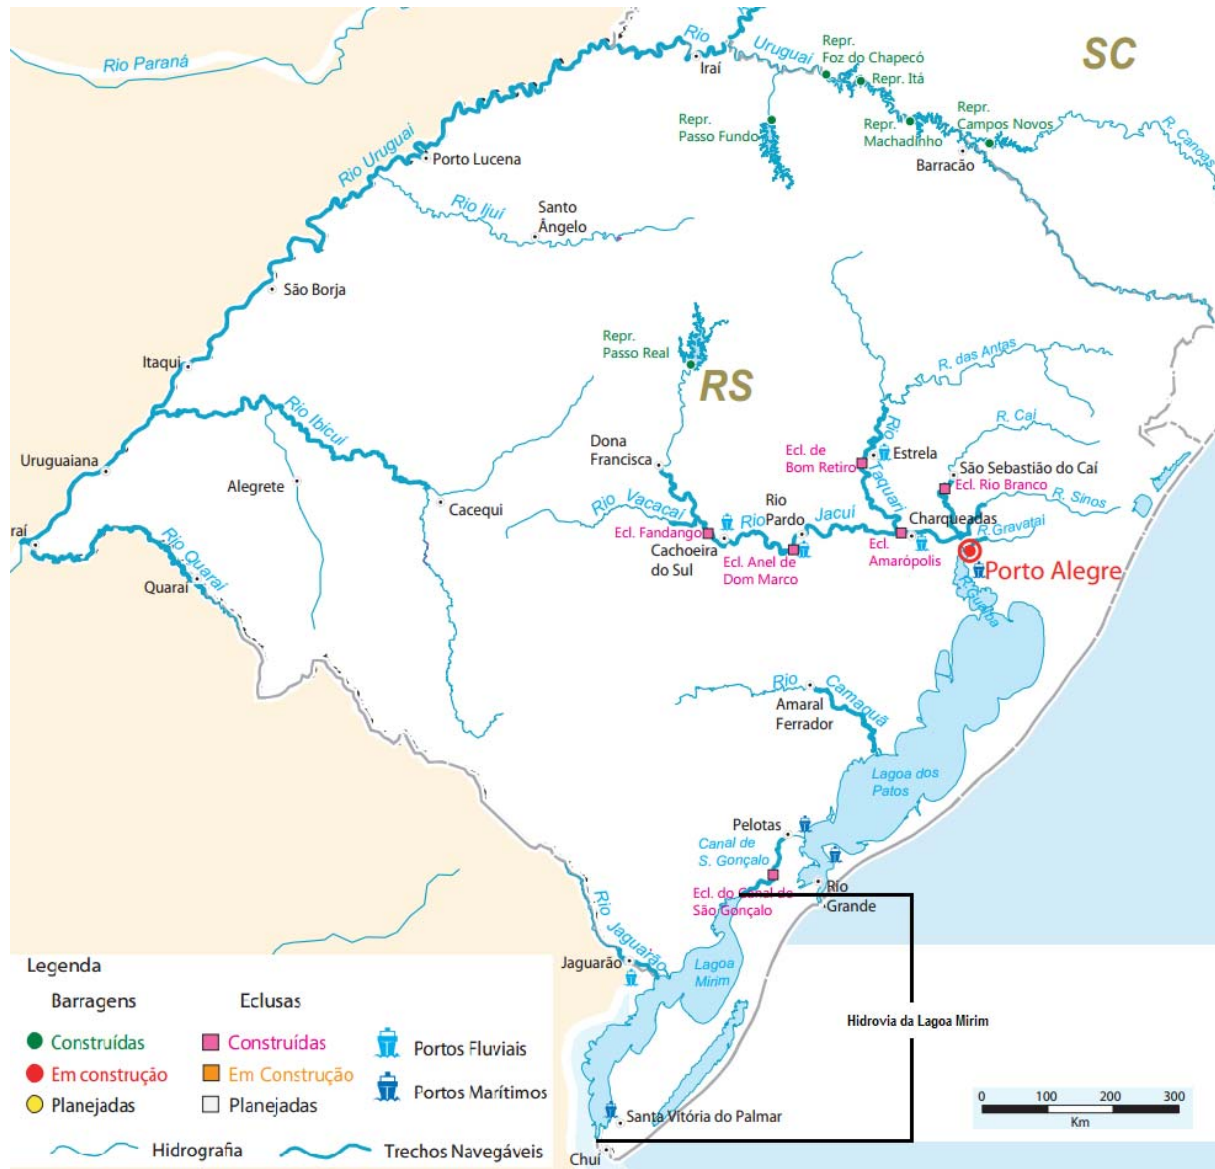 Rio Paraná
Rio
Uruguai
Iraí
Repr.
Foz do Chapecó
Repr. Itá
SC
Repr.
Passo Fundo
Repr.
Machadinho
Repr.
Campos Novos
R. Canoas
Barracão
Rio Uruguai
Porto Lucena
Rio Ijuí
Santo
Ângelo
São Borja
Repr.
Passo Real
RS
Itaqui
R. das Antas
Rio Ibicuí
R. Caí
Dona
Francisca
Ecl. de
Bom Retiro
Rio
Taquari
Estrela
São Sebastião do Caí
Ecl. Rio Branco
R. Sinos
Uruguaiana
Alegrete
Cacequi
Rio
Vacacaí
Rio
Pardo
Rio
Jacuí
Charqueadas
R.Gravataí
raí
Ecl. Fandango
Cachoeira
do Sul
Ecl. Anel de
Dom Marco
Ecl.
Amarópolis
Porto Alegre
R. Guaíba
Rio Quaraí
Quaraí
Rio
Camaquã
Amaral
Ferrador
Lagoa dos
Patos
Pelotas
Canal de
S. Gonçalo
Ecl. do Canal de
São Gonçalo
Rio
Grande
Rio Jaguarão
Jaguarão
Lagoa
Mirim
Hidrovia da Lagoa Mirim
Santa Vitória do Palmar
Chuí
Legenda
Barragens
Eclusas
Construídas
Construídas
Portos Fluviais
Em construção
Em Construção
Portos Marítimos
Planejadas
Planejadas
Hidrografia
Trechos Navegáveis
0 100 200 300
Km